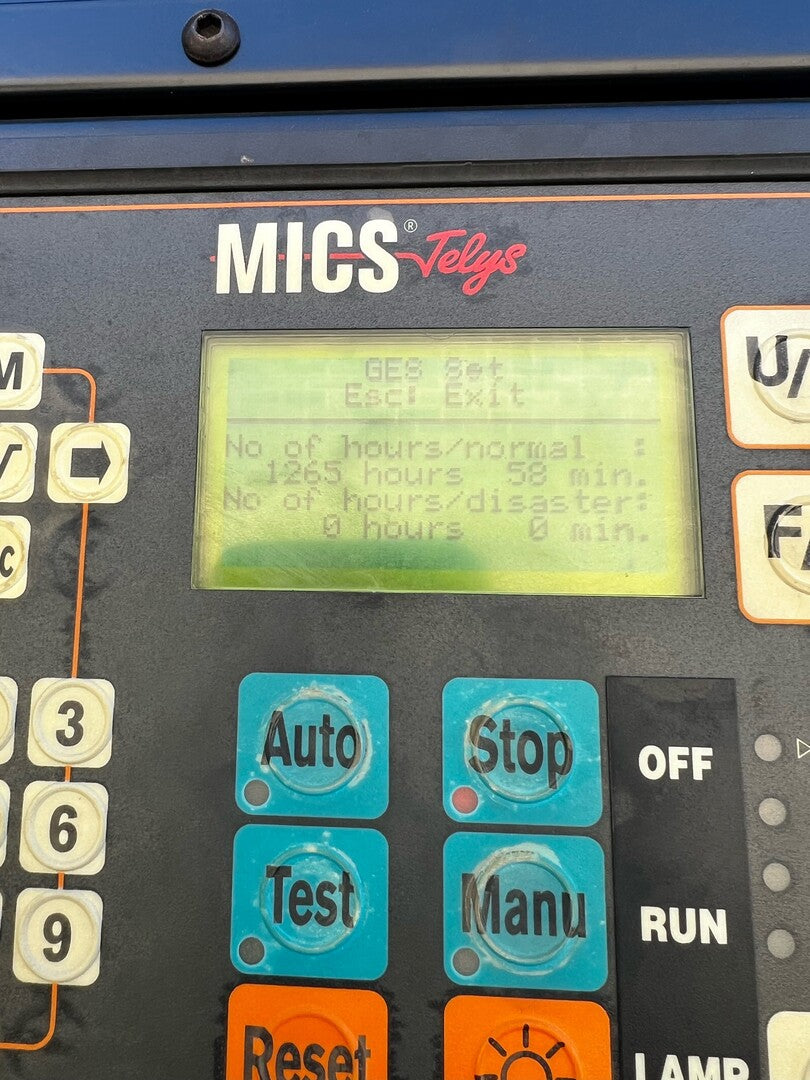 MICS® Telys
GES Set
Esc: Exit
No of hours/normal :
1265 hours 58 min.
No of hours/disaster:
0 hours 0 min.
M
U/
C
F
3
6
9
Auto
Stop
OFF
Test
Manu
RUN
Reset
LAMP